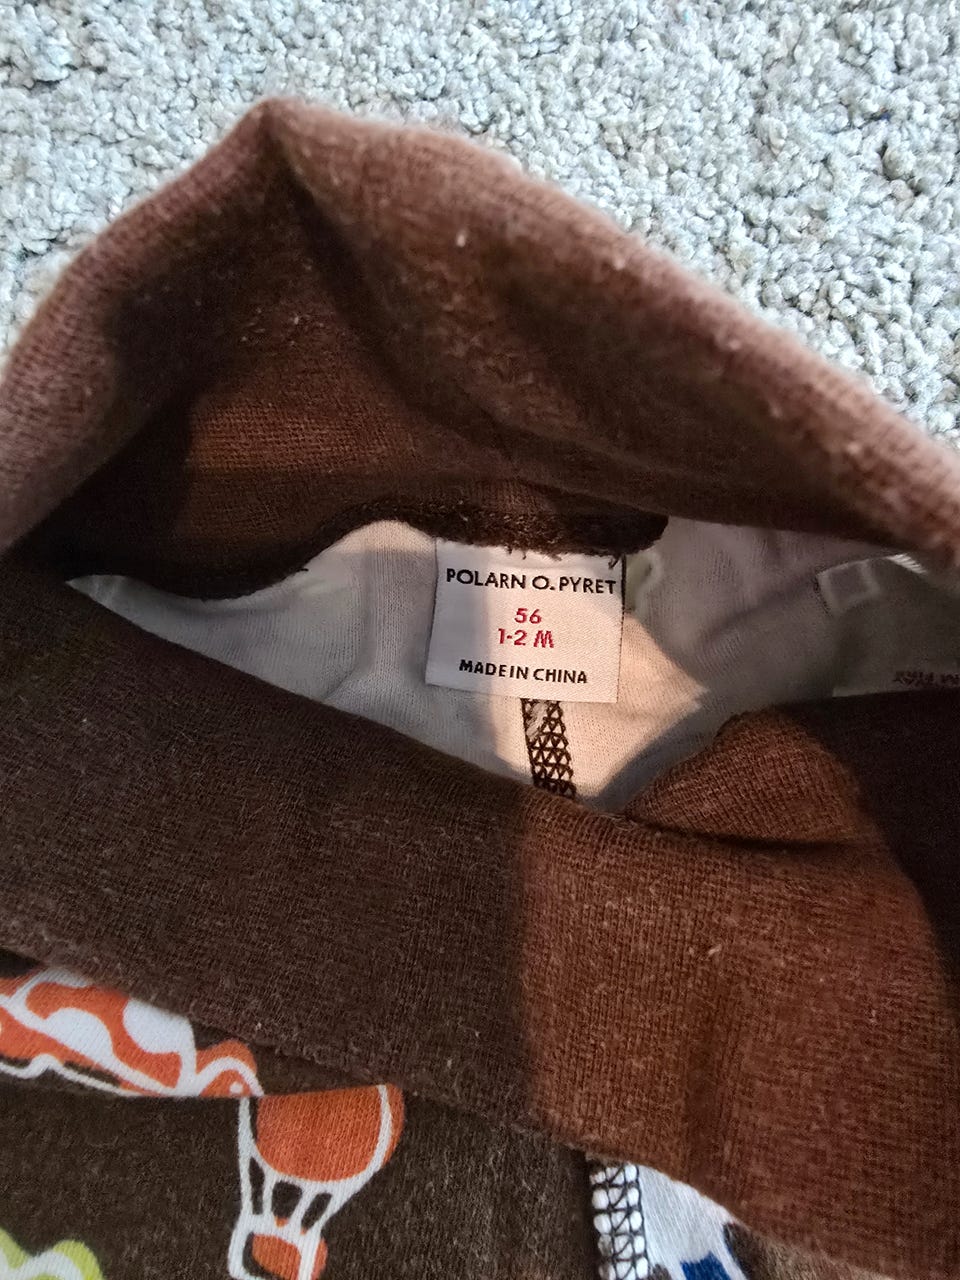 POLARN O. PYRET
56
1-2 M
MADE IN CHINA